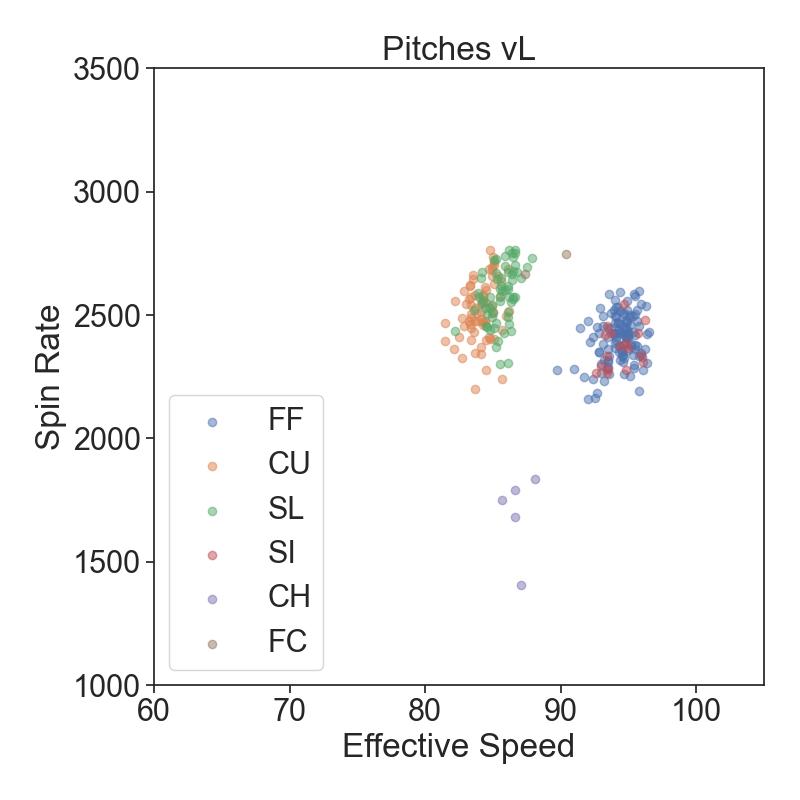 Pitches vL
3500
3000
2500
2000
1500
1000
Spin Rate
FF
CU
SL
SI
CH
FC
60 70 80 90 100
Effective Speed